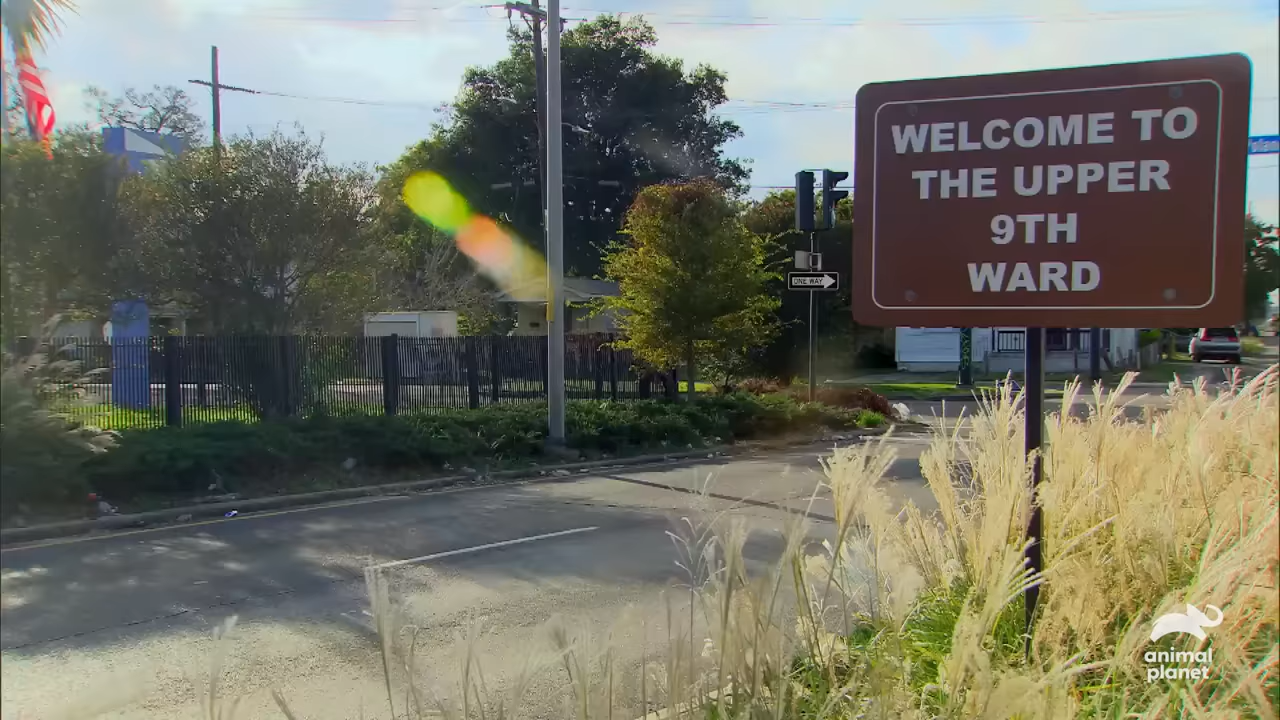 WELCOME TO
THE UPPER
9TH
WARD
ONE WAY
animal
planet